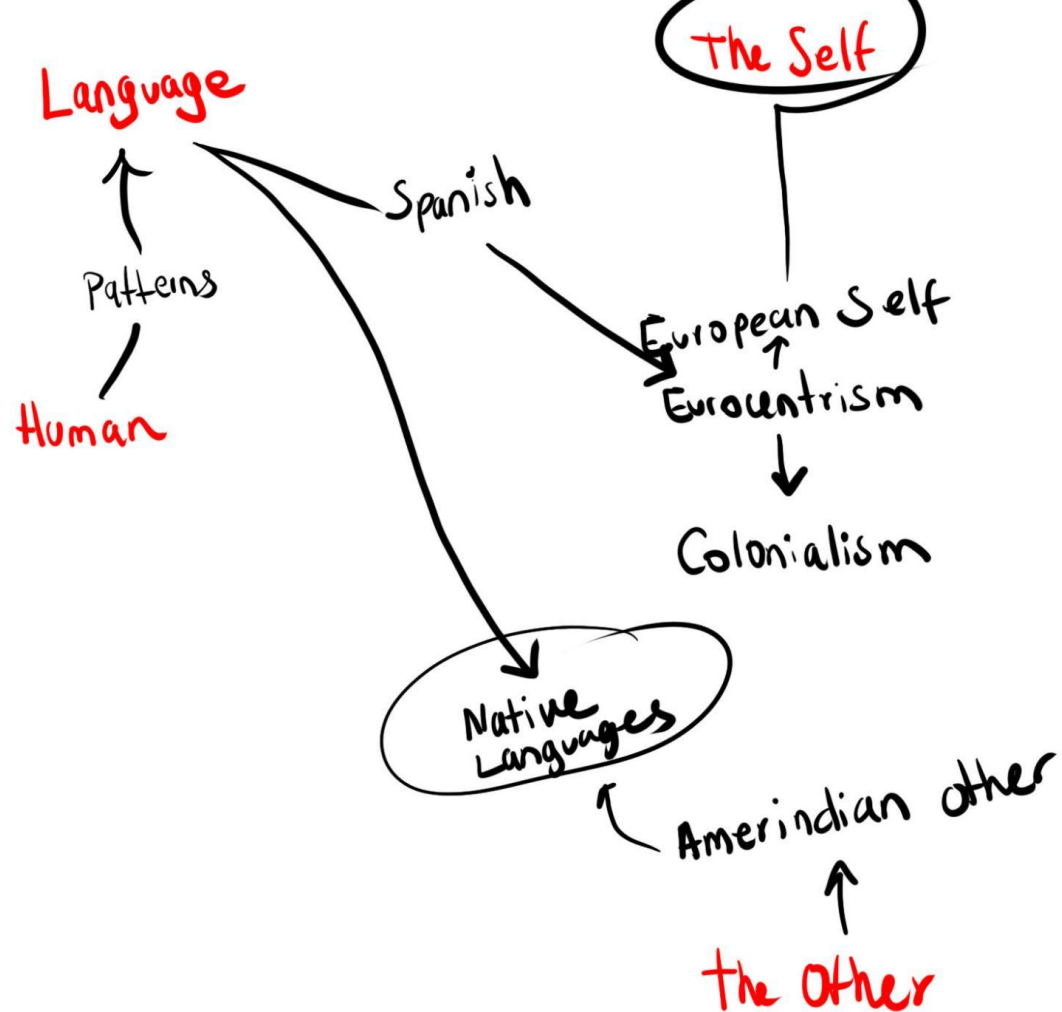 The Self
Language
Spanish
Patterns
European Self
Eurocentrism
Human
Colonialism
Native
Languages
Amerindian other
the Other